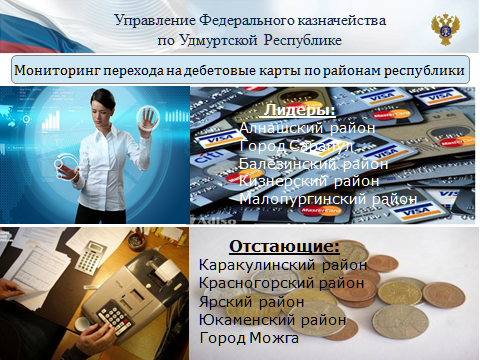 Управление Федерального казначейства
по Удмуртской Республике
Мониторинг перехода на дебетовые карты по районам республики
Лидеры:
Алнашский район
Город Сарапул
Балезинский район
Кизнерский район
Малопургинский район
Отстающие:
Каракулинский район
Красногорский район
Ярский район
Юкаменский район
Город Можга